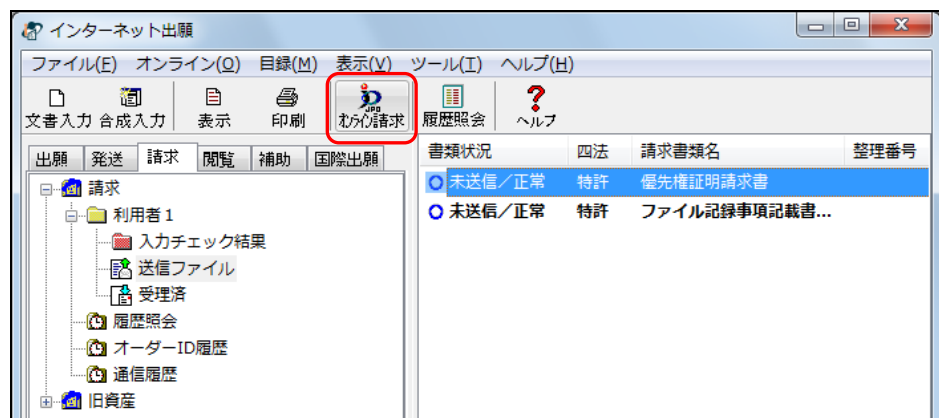 インターネット出願
ファイル(F) オンライン(O) 目録(M) 表示(V) ツール(T) ヘルプ(H)
文書入力 合成入力 表示 印刷 JPO ｵﾝﾗｲﾝ請求 履歴照会 ヘルプ
出願 発送 請求 閲覧 補助 国際出願
書類状況 四法 請求書類名 整理番号
請求
未送信／正常 特許 優先権証明請求書
利用者１
未送信／正常 特許 ファイル記録事項記載書...
入力チェック結果
送信ファイル
受理済
履歴照会
オーダーID履歴
通信履歴
旧資産